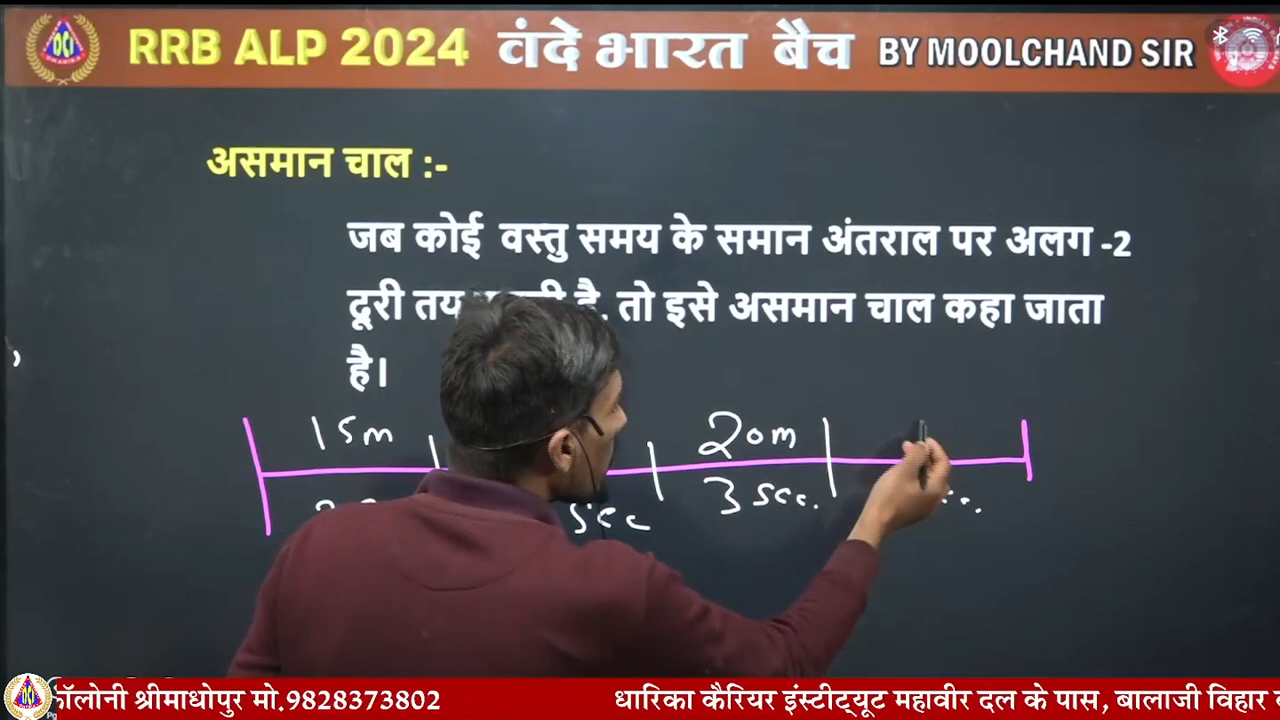 RRB ALP 2024 वंदे भारत बैच BY MOOLCHAND SIR
असमान चाल :-
जब कोई वस्तु समय के समान अंतराल पर अलग -2
दूरी तय है, तो इसे असमान चाल कहा जाता
है।
15m 20m
sec 3 sec.
कॉलोनी श्रीमाधोपुर मो.9828373802 धारिका कैरियर इंस्टीट्यूट महावीर दल के पास, बालाजी विहार